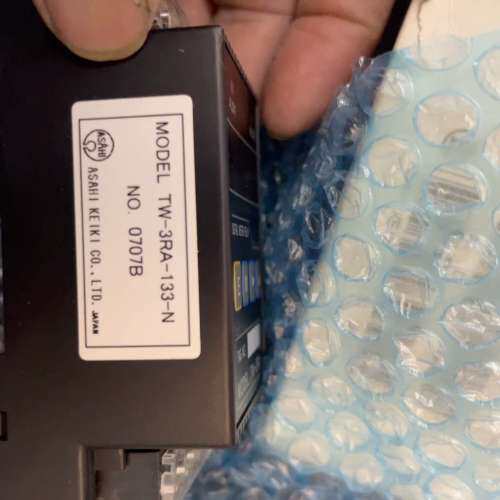 MODEL TW-3RA-133-N
NO. 0707B
ASAHI
ASAHI KEIKI CO., LTD. JAPAN